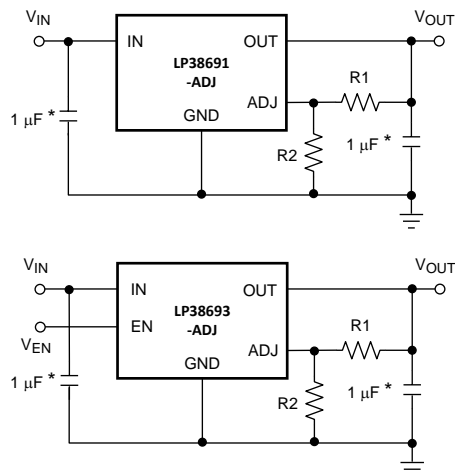 VIN
VOUT
IN
OUT
LP38691
-ADJ
R1
ADJ
1 μF *
GND
R2
1 μF *
VIN
VOUT
IN
OUT
LP38693
-ADJ
EN
R1
VEN
ADJ
GND
1 μF *
R2
1 μF *